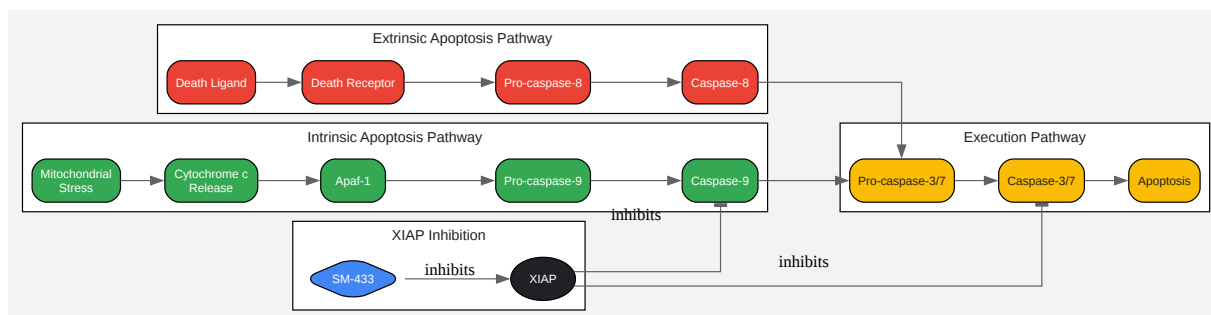 Extrinsic Apoptosis Pathway
Death Ligand
Death Receptor
Pro-caspase-8
Caspase-8
Intrinsic Apoptosis Pathway
Mitochondrial
Stress
Cytochrome c
Release
Apaf-1
Pro-caspase-9
Caspase-9
Execution Pathway
Pro-caspase-3/7
Caspase-3/7
Apoptosis
inhibits
XIAP Inhibition
SM-433
inhibits
XIAP
inhibits